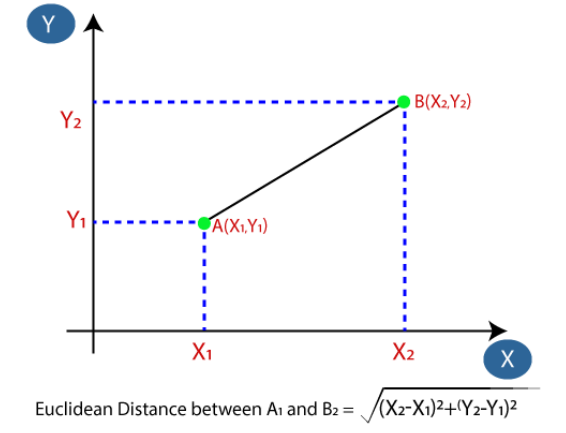 Y
B(X₂,Y₂)
Y₂
Y₁
A(X₁,Y₁)
X₁
X₂
X
Euclidean Distance between A₁ and B₂ = √(X₂-X₁)²+(Y₂-Y₁)²